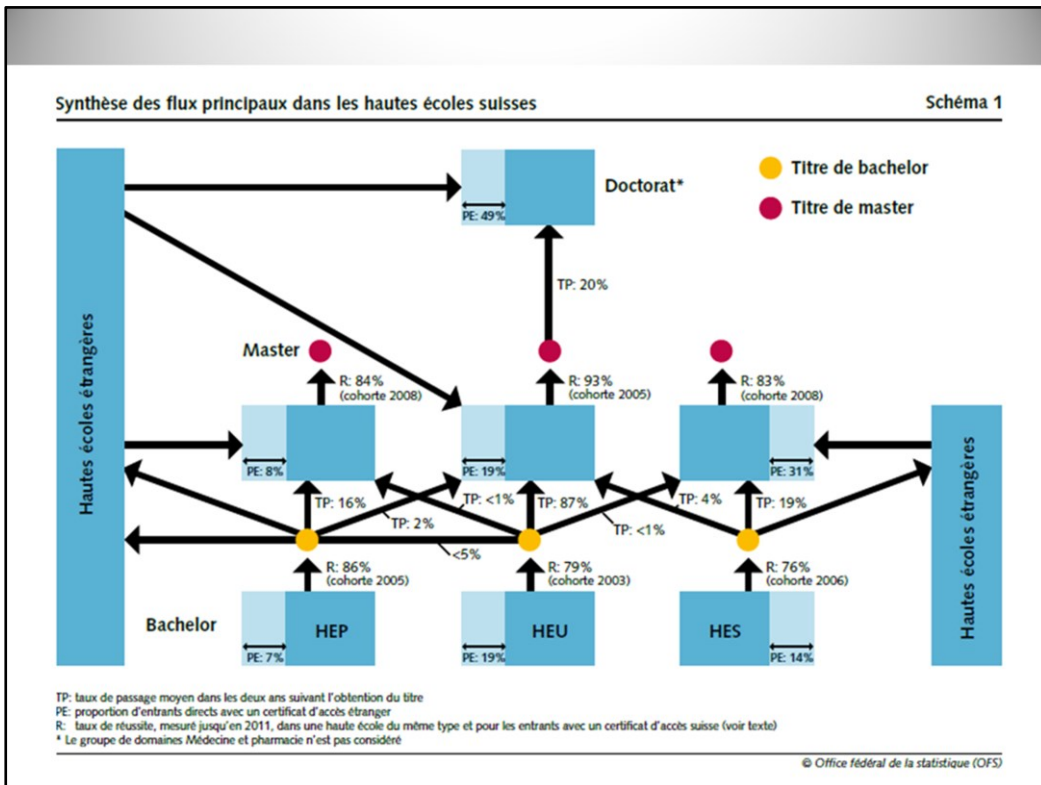 Synthèse des flux principaux dans les hautes écoles suisses
Schéma 1
Titre de bachelor
Titre de master
Doctorat*
PE: 49%
TP: 20%
Hautes écoles étrangères
Master
R: 84%
(cohorte 2008)
R: 93%
(cohorte 2005)
R: 83%
(cohorte 2008)
PE: 8%
PE: 19%
PE: 31%
Hautes écoles étrangères
TP: 16%
TP: 2%
TP: <1%
TP: 87%
TP: <1%
TP: 4%
TP: 19%
<5%
R: 86%
(cohorte 2005)
R: 79%
(cohorte 2003)
R: 76%
(cohorte 2006)
Bachelor
HEP
HEU
HES
PE: 7%
PE: 19%
PE: 14%
TP: taux de passage moyen dans les deux ans suivant l'obtention du titre
PE: proportion d'entrants directs avec un certificat d'accès étranger
R: taux de réussite, mesuré jusqu'en 2011, dans une haute école du même type et pour les entrants avec un certificat d'accès suisse (voir texte)
* Le groupe de domaines Médecine et pharmacie n'est pas considéré
© Office fédéral de la statistique (OFS)